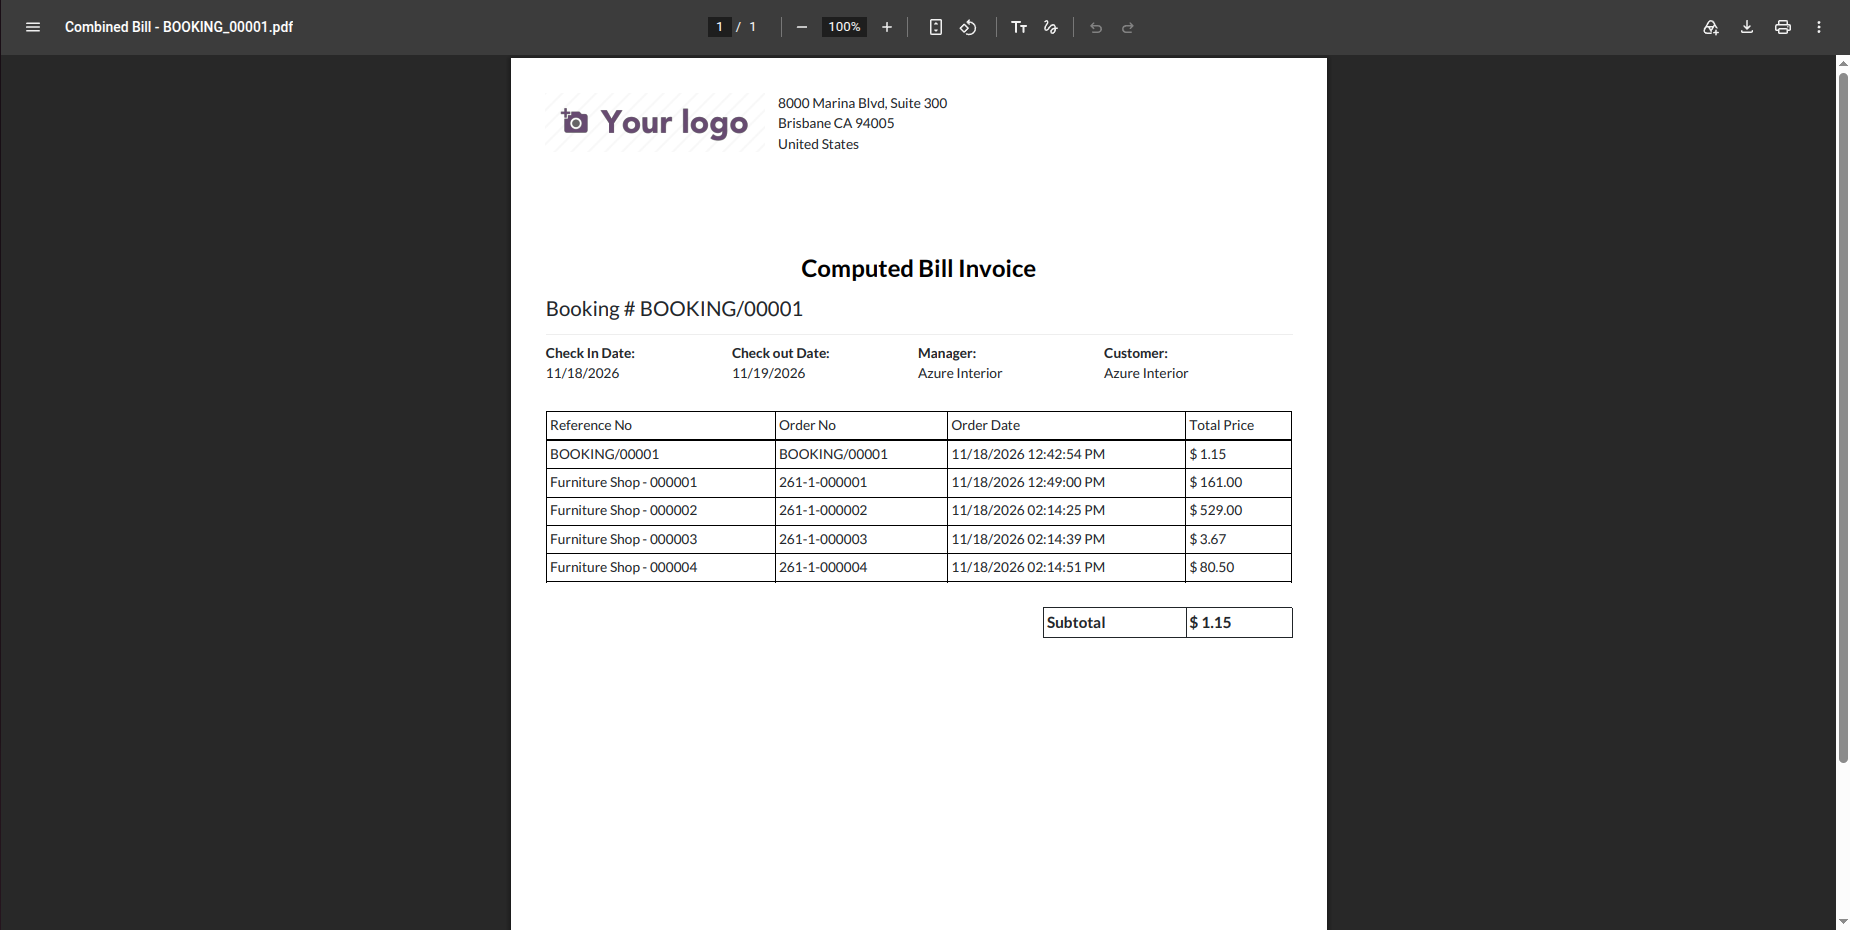 Combined Bill - BOOKING_00001.pdf
1 / 1
100%
Your logo
8000 Marina Blvd, Suite 300
Brisbane CA 94005
United States
Computed Bill Invoice
Booking # BOOKING/00001
Check In Date: Check out Date: Manager: Customer:
11/18/2026 11/19/2026 Azure Interior Azure Interior
Reference No Order No Order Date Total Price
BOOKING/00001 BOOKING/00001 11/18/2026 12:42:54 PM $ 1.15
Furniture Shop - 000001 261-1-000001 11/18/2026 12:49:00 PM $ 161.00
Furniture Shop - 000002 261-1-000002 11/18/2026 02:14:25 PM $ 529.00
Furniture Shop - 000003 261-1-000003 11/18/2026 02:14:39 PM $ 3.67
Furniture Shop - 000004 261-1-000004 11/18/2026 02:14:51 PM $ 80.50
Subtotal $ 1.15